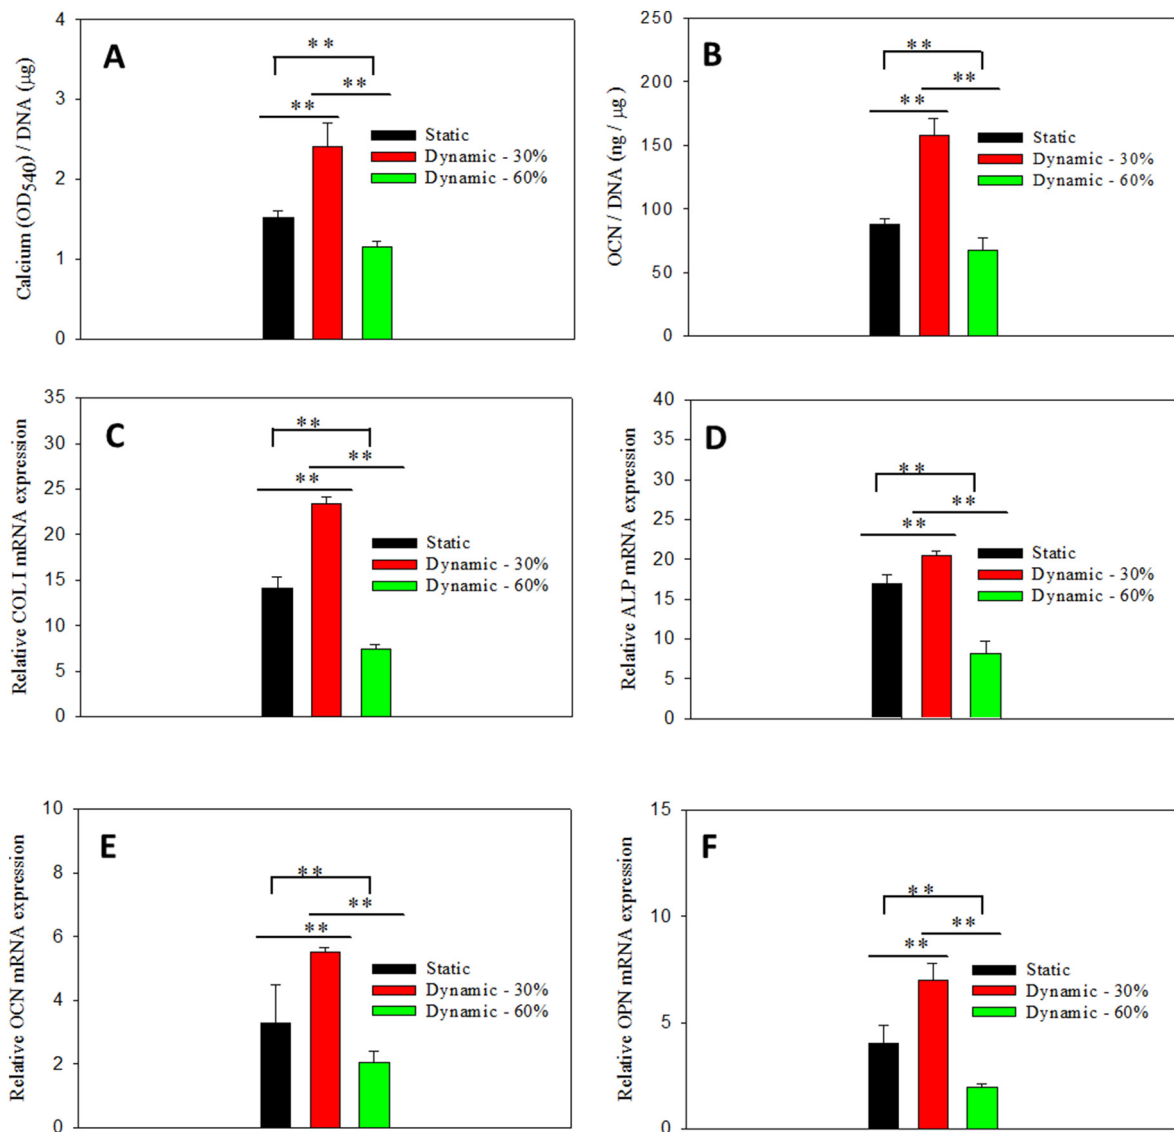 A
Calcium (OD540) / DNA (μg)
4
3
2
1
0
**
**
**
Static
Dynamic - 30%
Dynamic - 60%
B
OCN / DNA (ng / μg)
250
200
150
100
50
0
**
**
**
Static
Dynamic - 30%
Dynamic - 60%
C
Relative COL I mRNA expression
35
30
25
20
15
10
5
0
**
**
**
Static
Dynamic - 30%
Dynamic - 60%
D
Relative ALP mRNA expression
40
35
30
25
20
15
10
5
0
**
**
**
Static
Dynamic - 30%
Dynamic - 60%
E
Relative OCN mRNA expression
10
8
6
4
2
0
**
**
**
Static
Dynamic - 30%
Dynamic - 60%
F
Relative OPN mRNA expression
15
10
5
0
**
**
**
Static
Dynamic - 30%
Dynamic - 60%